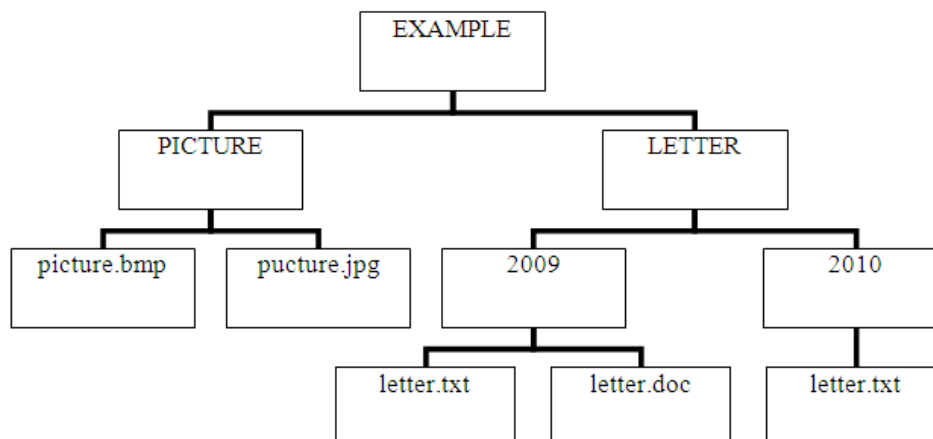 EXAMPLE
PICTURE
LETTER
picture.bmp
pucture.jpg
2009
2010
letter.txt
letter.doc
letter.txt